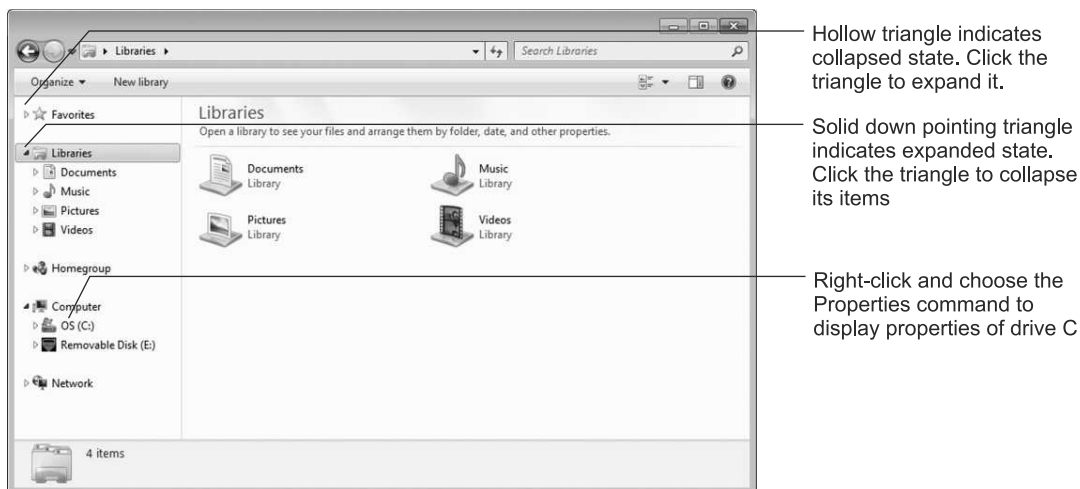 Libraries
Search Libraries
Organize
New library
Favorites
Libraries
Documents
Music
Pictures
Videos
Homegroup
Computer
OS (C:)
Removable Disk (E:)
Network
Libraries
Open a library to see your files and arrange them by folder, date, and other properties.
Documents
Library
Music
Library
Pictures
Library
Videos
Library
4 items
Hollow triangle indicates
collapsed state. Click the
triangle to expand it.
Solid down pointing triangle
indicates expanded state.
Click the triangle to collapse
its items
Right-click and choose the
Properties command to
display properties of drive C